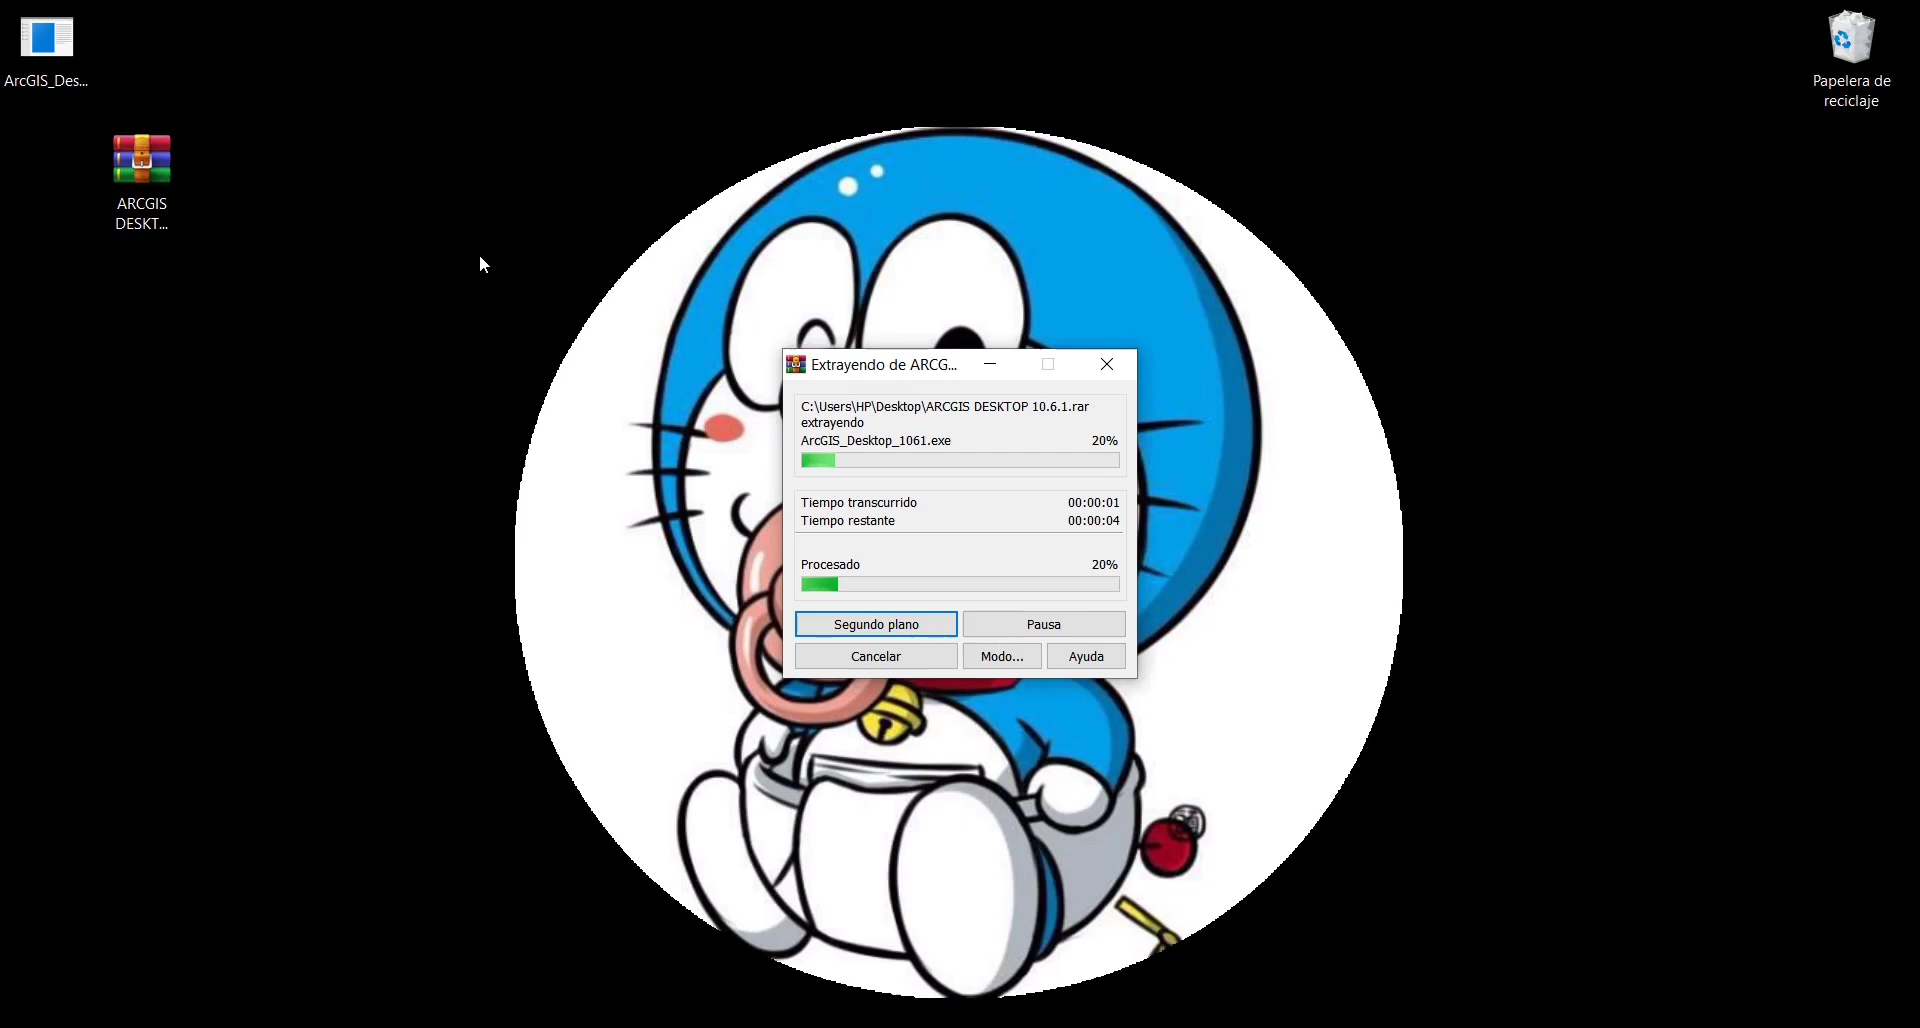 ArcGIS_Des...
ARCGIS
DESKT...
Papelera de
reciclaje
Extrayendo de ARCG...
C:\Users\HP\Desktop\ARCGIS DESKTOP 10.6.1.rar
extrayendo
ArcGIS_Desktop_1061.exe 20%
Tiempo transcurrido 00:00:01
Tiempo restante 00:00:04
Procesado 20%
Segundo plano Pausa
Cancelar Modo... Ayuda